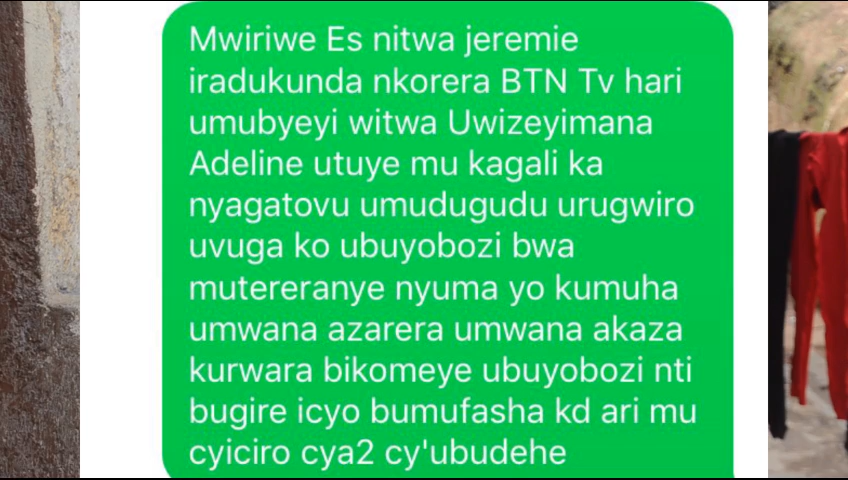 Mwiriwe Es nitwa jeremie
iradukunda nkorera BTN Tv hari
umubyeyi witwa Uwizeyimana
Adeline utuye mu kagali ka
nyagatovu umudugudu urugwiro
uvuga ko ubuyobozi bwa
mutereranye nyuma yo kumuha
umwana azarera umwana akaza
kurwara bikomeye ubuyobozi nti
bugire icyo bumufasha kd ari mu
cyiciro cya2 cy'ubudehe